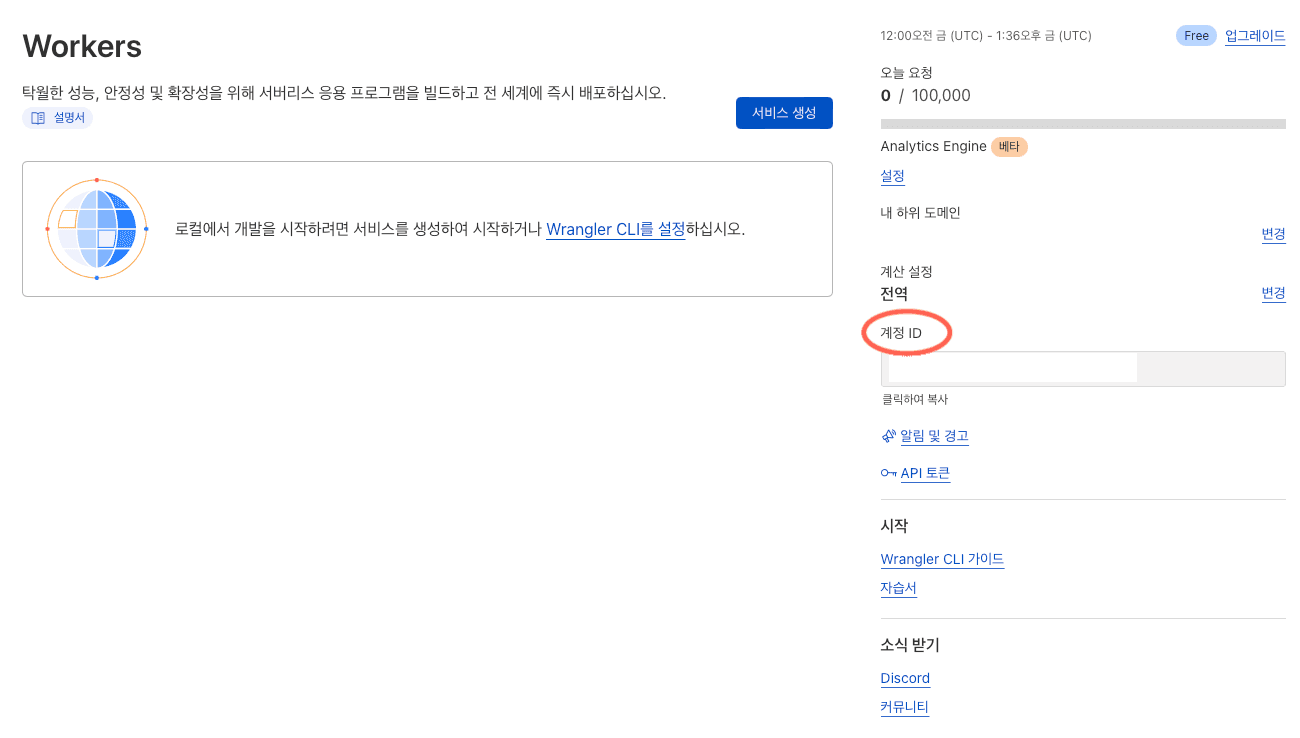 Workers
탁월한 성능, 안정성 및 확장성을 위해 서버리스 응용 프로그램을 빌드하고 전 세계에 즉시 배포하십시오.
설명서
서비스 생성
로컬에서 개발을 시작하려면 서비스를 생성하여 시작하거나 Wrangler CLI를 설정하십시오.
12:00오전 금 (UTC) - 1:36오후 금 (UTC)
Free 업그레이드
오늘 요청
0 / 100,000
Analytics Engine 베타
설정
내 하위 도메인
변경
계산 설정
전역
변경
계정 ID
클릭하여 복사
알림 및 경고
API 토큰
시작
Wrangler CLI 가이드
자습서
소식 받기
Discord
커뮤니티